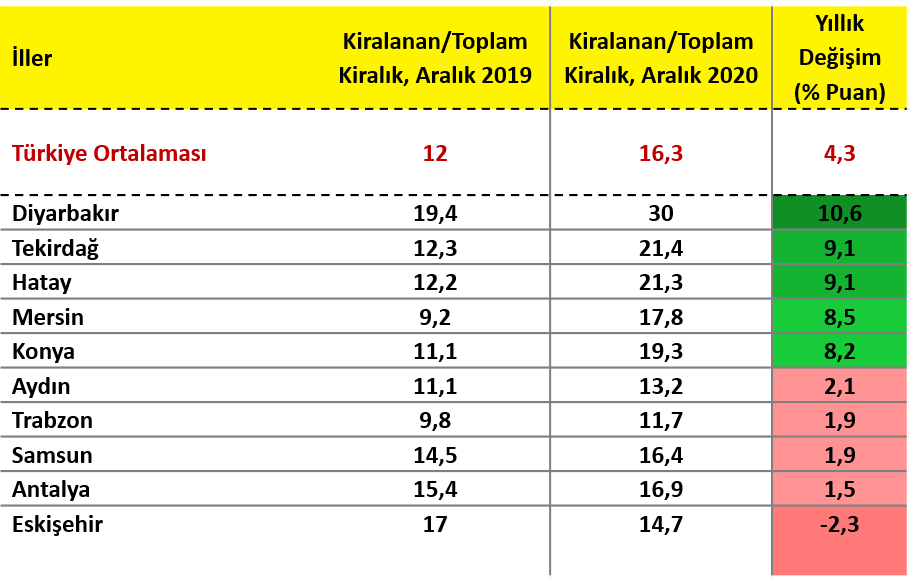 İller Kiralanan/Toplam Kiralık, Aralık 2019 Kiralanan/Toplam Kiralık, Aralık 2020 Yıllık Değişim (% Puan)
Türkiye Ortalaması 12 16,3 4,3
Diyarbakır 19,4 30 10,6
Tekirdağ 12,3 21,4 9,1
Hatay 12,2 21,3 9,1
Mersin 9,2 17,8 8,5
Konya 11,1 19,3 8,2
Aydın 11,1 13,2 2,1
Trabzon 9,8 11,7 1,9
Samsun 14,5 16,4 1,9
Antalya 15,4 16,9 1,5
Eskişehir 17 14,7 -2,3